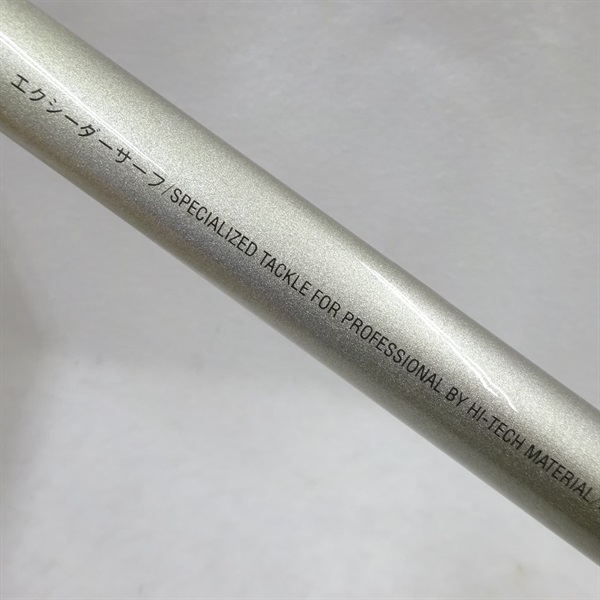 エクシーダーサーフ/SPECIALIZED TACKLE FOR PROFESSIONAL BY HI-TECH MATERIAL/